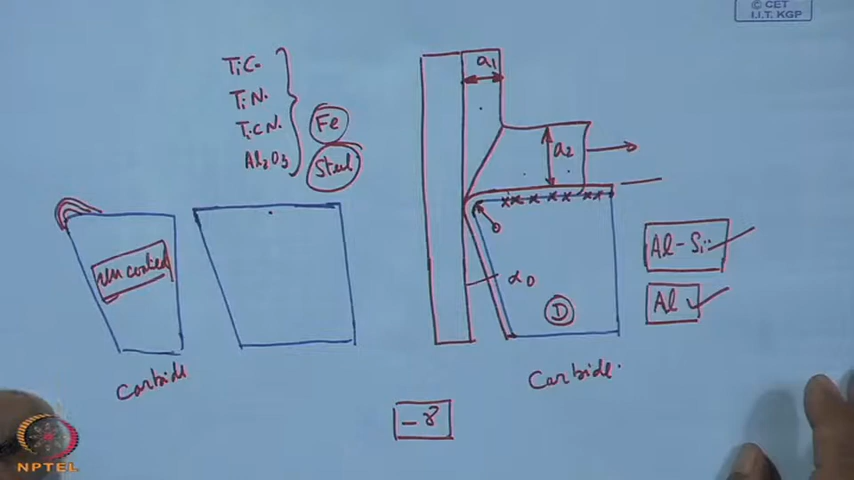 © CET
I.I.T. KGP
TiC.
TiN.
TiCN.
Al2O3
Fe
Steel
a1
a2
uncoated
α0
D
Al-Si
Al
Carbide
Carbide.
-γ
NPTEL